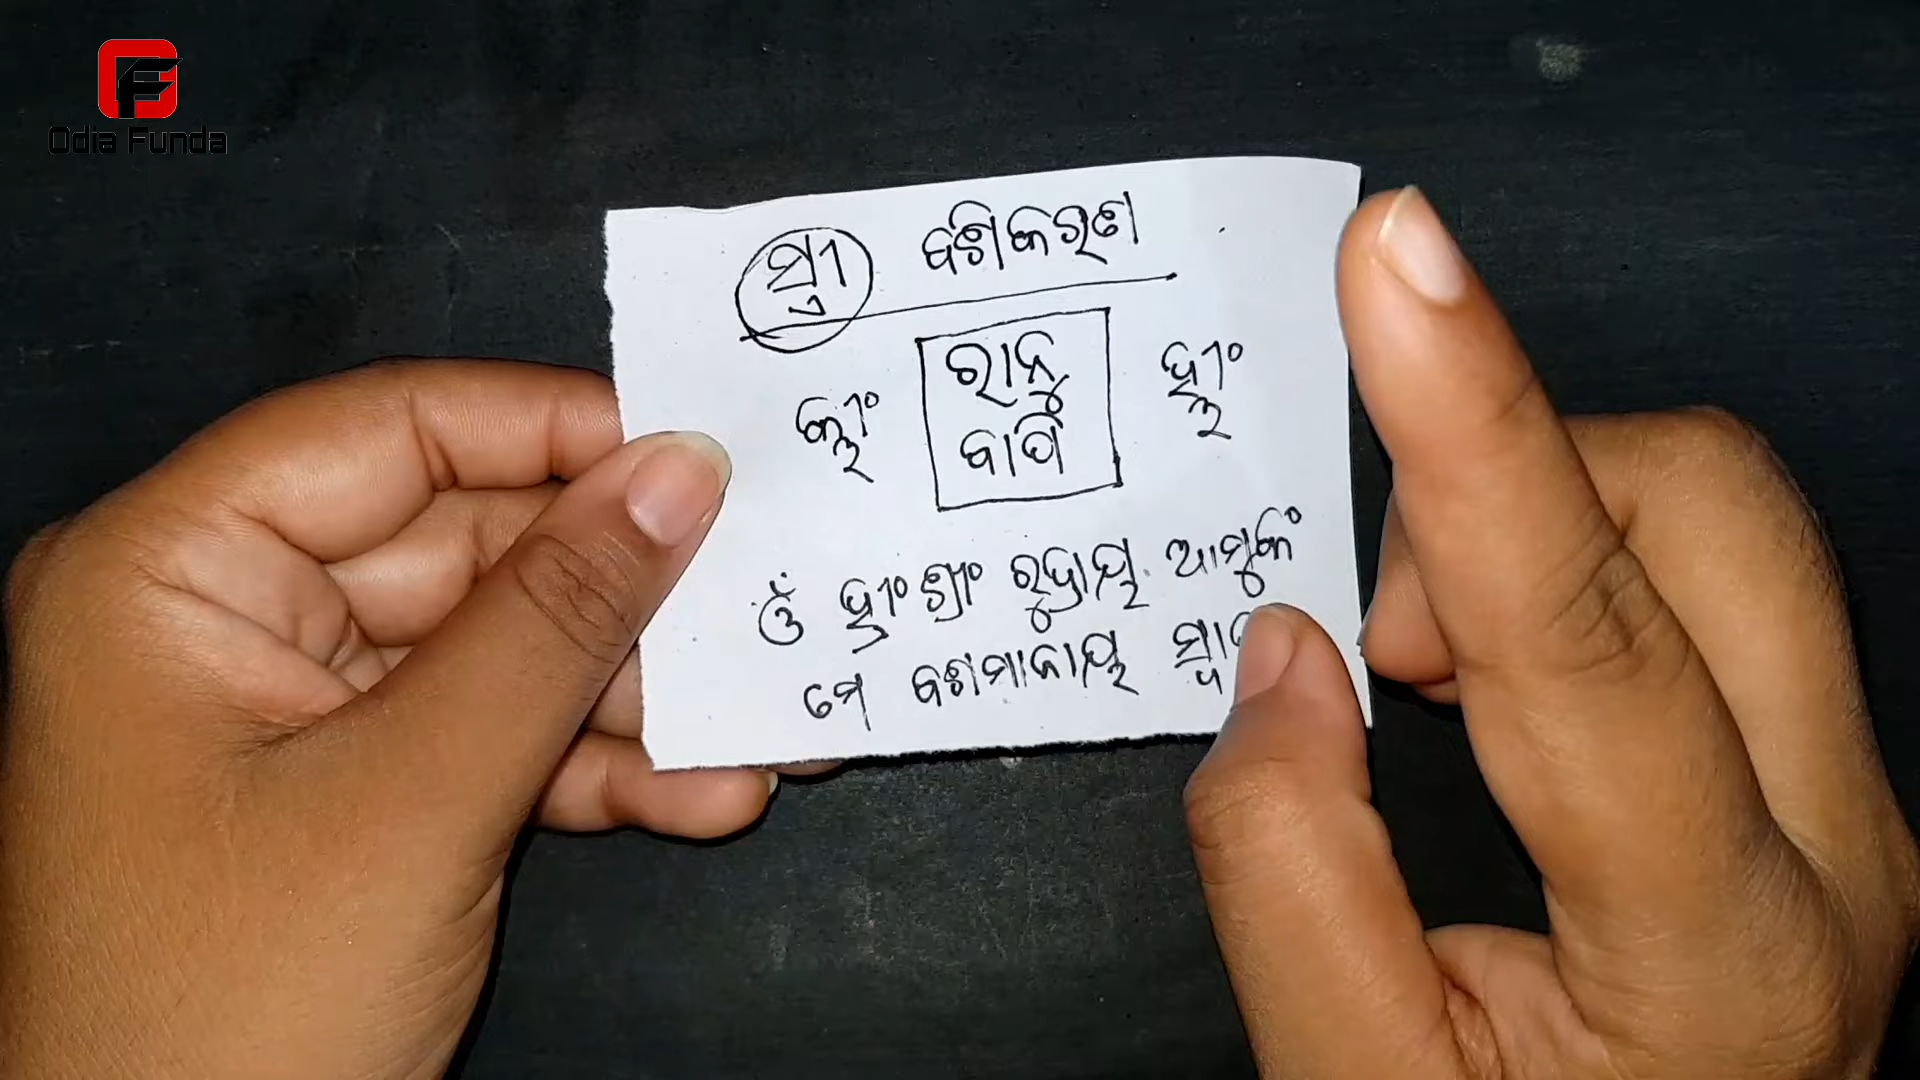 Odia Funda
ସ୍ତ୍ରୀ ବଶିକରଣ
କ୍ଲୀଂ ରାନୁ ହ୍ଲୀଂ
ବାପି
ଓଁ ହ୍ରୀଂ ଶ୍ରୀଂ ରୁଦ୍ରାୟ ଆମୁକିଂ
ମେ ବଶମାନାୟ